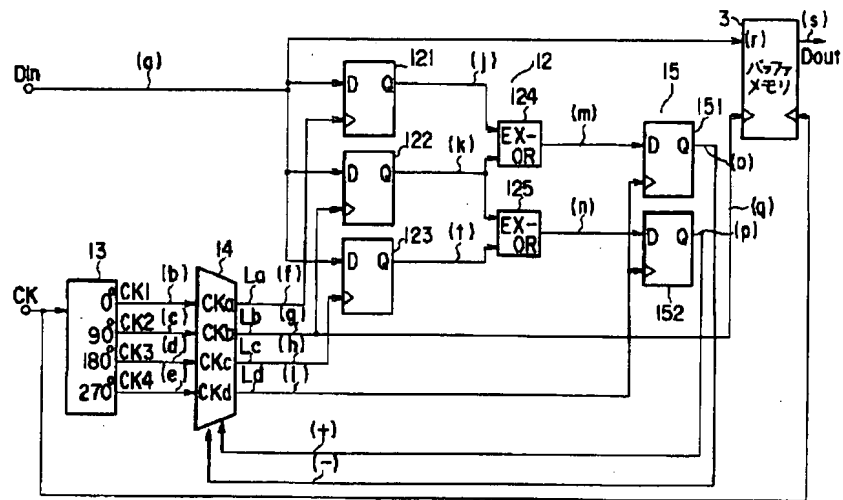 3
(s)
(a)
121
(j)
12
(r)
Dout
Din
D Q
124
15
バッファ
メモリ
EX-
OR
(m)
151
122
(k)
D Q
(o)
D Q
125
(q)
EX-
OR
(n)
(p)
123
(t)
D Q
D Q
13
14
152
CK
0° CK1
(b)
CKa
La
(f)
90° CK2
(c)
CKb
Lb
(g)
180° CK3
(d)
CKc
Lc
(h)
270° CK4
(e)
CKd
Ld
(i)
(+)
(-)